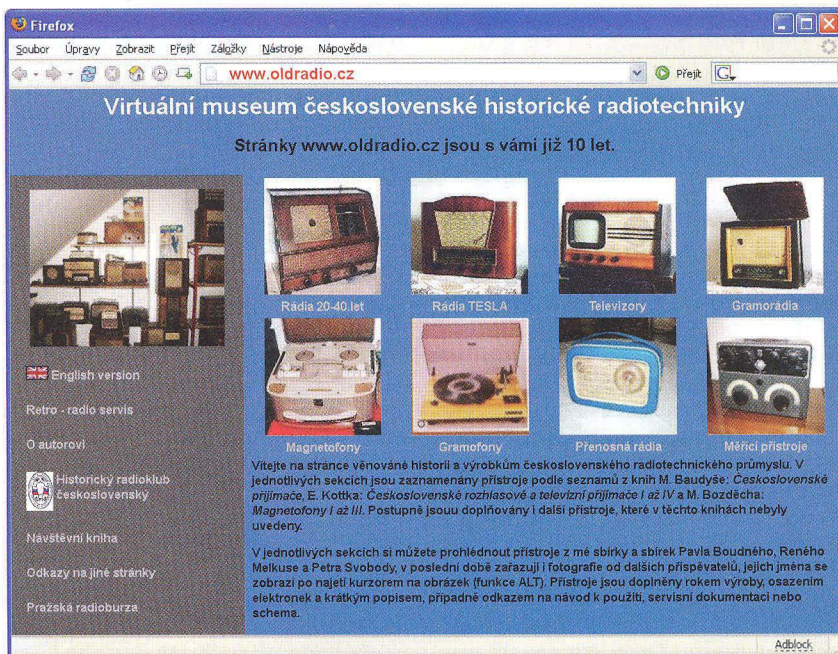 Firefox
Soubor Úpravy Zobrazit Přejít Záložky Nástroje Nápověda
www.oldradio.cz Přejít G
Virtuální museum československé historické radiotechniky
Stránky www.oldradio.cz jsou s vámi již 10 let.
Rádia 20-40.let Rádia TESLA Televizory Gramorádia
Magnetofony Gramofony Přenosná rádia Měřicí přístroje
English version
Retro - radio servis
O autorovi
Historický radioklub
československý
Návštěvní kniha
Odkazy na jiné stránky
Pražská radioburza
Vítejte na stránce věnované historii a výrobkům československého radiotechnického průmyslu. V
jednotlivých sekcích jsou zaznamenány přístroje podle seznamů z knih M. Baudyše: Československé
přijímače, E. Kottka: Československé rozhlasové a televizní přijímače I až IV a M. Bozděcha:
Magnetofony I až III. Postupně jsouu doplňovány i další přístroje, které v těchto knihách nebyly
uvedeny.
V jednotlivých sekcích si můžete prohlédnout přístroje z mé sbírky a sbírek Pavla Boudného, Reného
Melkuse a Petra Svobody, v poslední době zařazuji i fotografie od dalších přispěvatelů, jejich jména se
zobrazí po najetí kurzorem na obrázek (funkce ALT). Přístroje jsou doplněny rokem výroby, osazením
elektronek a krátkým popisem, případně odkazem na návod k použití, servisní dokumentaci nebo
schema.
Adblock